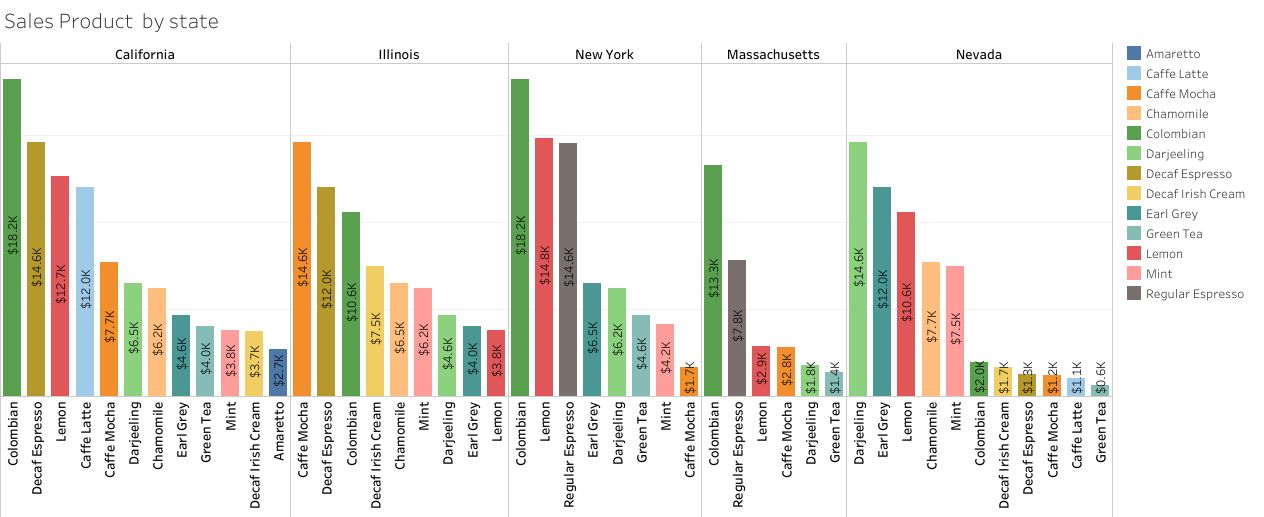 Sales Product by state
California Illinois New York Massachusetts Nevada
$18.2K $14.6K $12.7K $12.0K $7.7K $6.5K $6.2K $4.6K $4.0K $3.8K $3.7K $2.7K
$14.6K $12.0K $10.6K $7.5K $6.5K $6.2K $4.6K $4.0K $3.8K
$18.2K $14.8K $14.6K $6.5K $6.2K $4.6K $4.2K $1.7K
$13.3K $7.8K $2.9K $2.8K $1.8K $1.4K
$14.6K $12.0K $10.6K $7.7K $7.5K $2.0K $1.7K $1.3K $1.2K $1.1K $0.6K
Colombian
Decaf Espresso
Lemon
Caffe Latte
Caffe Mocha
Darjeeling
Chamomile
Earl Grey
Green Tea
Mint
Decaf Irish Cream
Amaretto
Caffe Mocha
Decaf Espresso
Colombian
Decaf Irish Cream
Chamomile
Mint
Darjeeling
Earl Grey
Lemon
Colombian
Lemon
Regular Espresso
Earl Grey
Darjeeling
Green Tea
Mint
Caffe Mocha
Colombian
Regular Espresso
Lemon
Caffe Mocha
Darjeeling
Green Tea
Darjeeling
Earl Grey
Lemon
Chamomile
Mint
Colombian
Decaf Irish Cream
Decaf Espresso
Caffe Mocha
Caffe Latte
Green Tea
Amaretto
Caffe Latte
Caffe Mocha
Chamomile
Colombian
Darjeeling
Decaf Espresso
Decaf Irish Cream
Earl Grey
Green Tea
Lemon
Mint
Regular Espresso